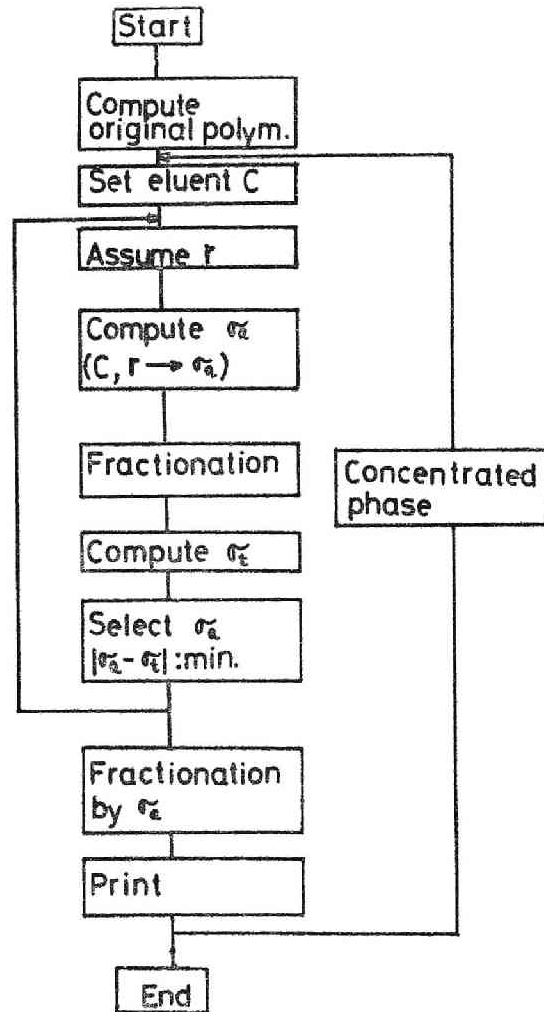 Start
Compute
original polym.
Set eluent C
Assume r
Compute σa
(C, r → σa)
Fractionation
Concentrated
phase
Compute σt
Select σa
|σa - σt| : min.
Fractionation
by σa
Print
End